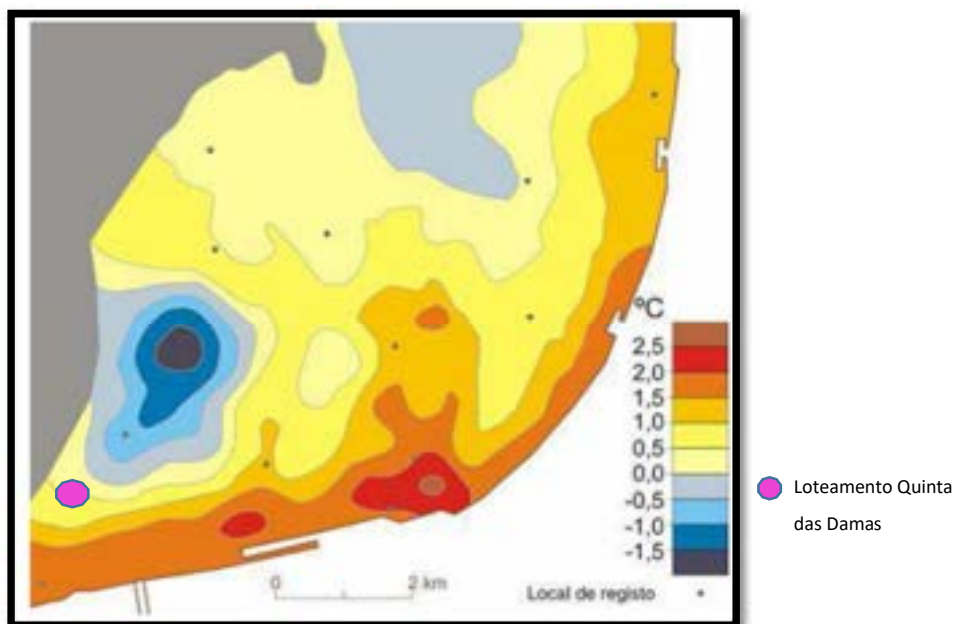 ºC
2,5
2,0
1,5
1,0
0,5
0,0
-0,5
-1,0
-1,5
0 2 km
Local de registo
Loteamento Quinta
das Damas